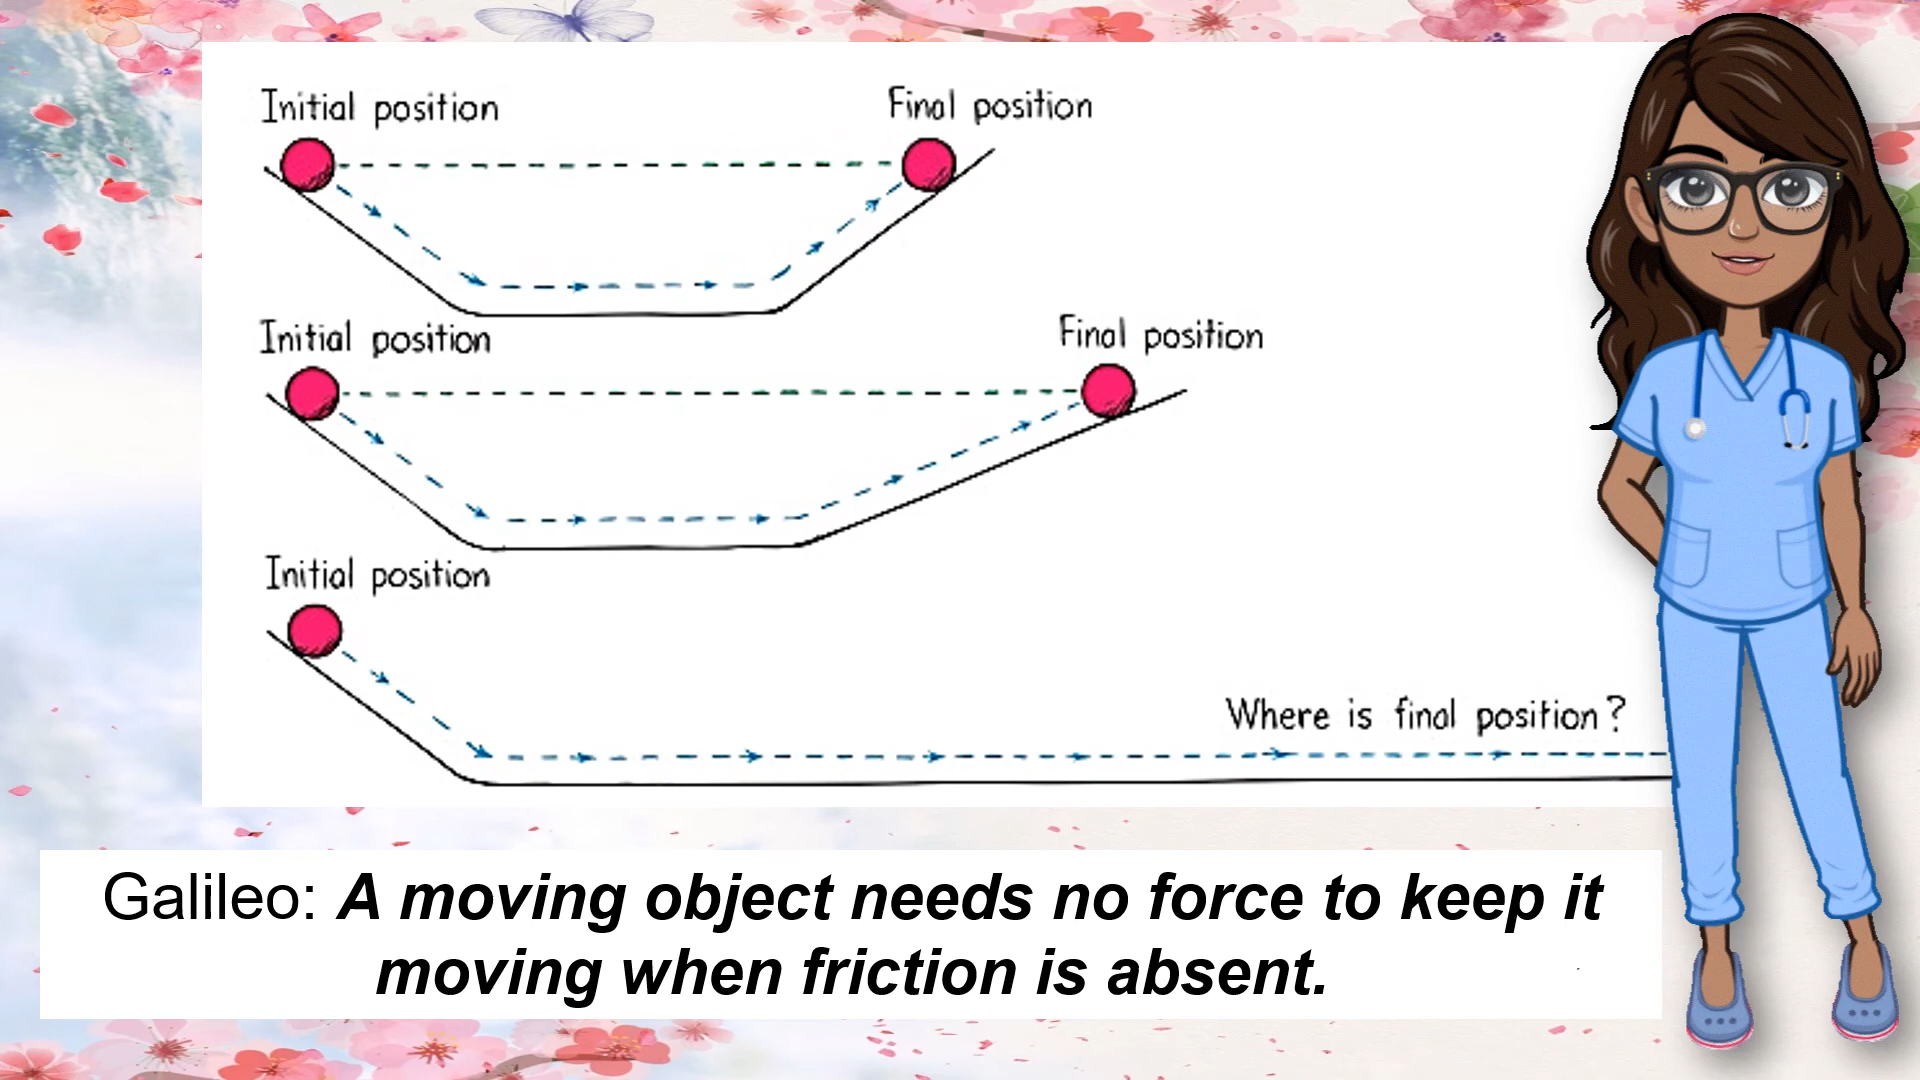 Initial position
Final position
Initial position
Final position
Initial position
Where is final position?
Galileo: A moving object needs no force to keep it
moving when friction is absent.